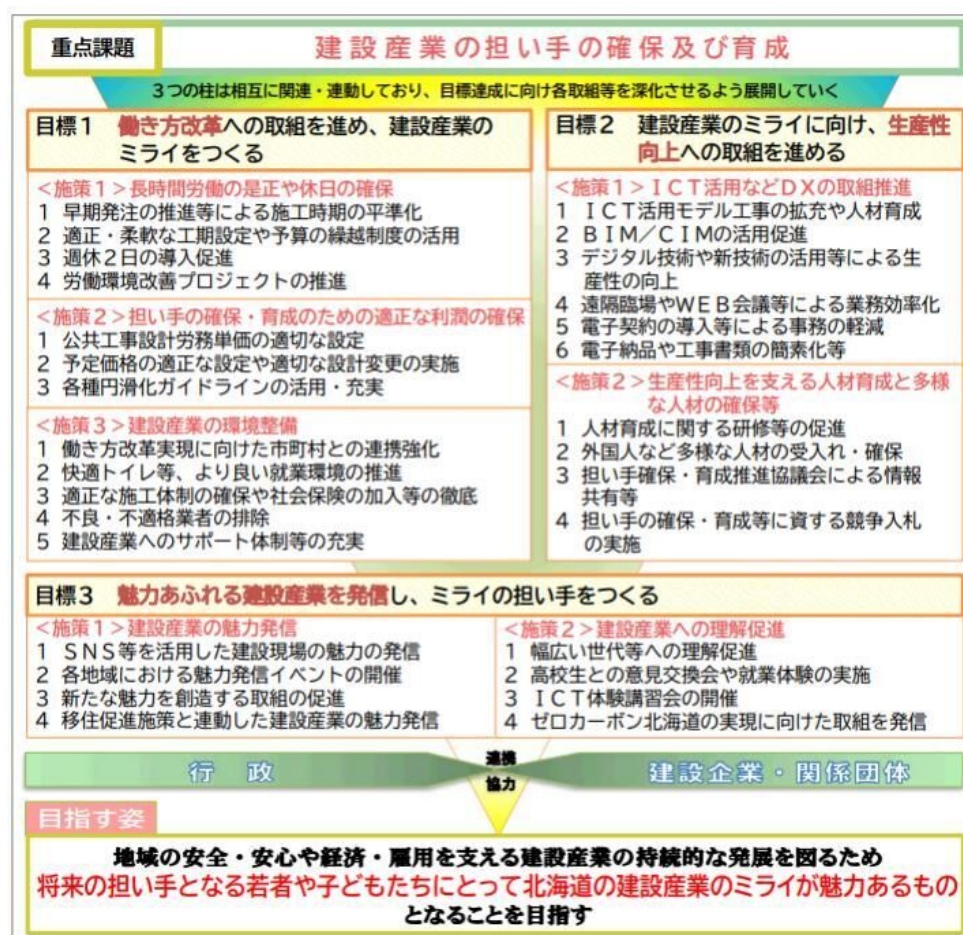 重点課題
建設産業の担い手の確保及び育成
3つの柱は相互に関連・連動しており、目標達成に向け各取組等を深化させるよう展開していく
目標1 働き方改革への取組を進め、建設産業の
ミライをつくる
<施策1>長時間労働の是正や休日の確保
1 早期発注の推進等による施工時期の平準化
2 適正・柔軟な工期設定や予算の繰越制度の活用
3 週休2日の導入促進
4 労働環境改善プロジェクトの推進
<施策2>担い手の確保・育成のための適正な利潤の確保
1 公共工事設計労務単価の適切な設定
2 予定価格の適正な設定や適切な設計変更の実施
3 各種円滑化ガイドラインの活用・充実
<施策3>建設産業の環境整備
1 働き方改革実現に向けた市町村との連携強化
2 快適トイレ等、より良い就業環境の推進
3 適正な施工体制の確保や社会保険の加入等の徹底
4 不良・不適格業者の排除
5 建設産業へのサポート体制等の充実
目標2 建設産業のミライに向け、生産性
向上への取組を進める
<施策1>ICT活用などDXの取組推進
1 ICT活用モデル工事の拡充や人材育成
2 BIM/CIMの活用促進
3 デジタル技術や新技術の活用等による生
産性の向上
4 遠隔臨場やWEB会議等による業務効率化
5 電子契約の導入等による事務の軽減
6 電子納品や工事書類の簡素化等
<施策2>生産性向上を支える人材育成と多様
な人材の確保等
1 人材育成に関する研修等の促進
2 外国人など多様な人材の受入れ・確保
3 担い手確保・育成推進協議会による情報
共有等
4 担い手の確保・育成等に資する競争入札
の実施
目標3 魅力あふれる建設産業を発信し、ミライの担い手をつくる
<施策1>建設産業の魅力発信
1 SNS等を活用した建設現場の魅力の発信
2 各地域における魅力発信イベントの開催
3 新たな魅力を創造する取組の促進
4 移住促進施策と連動した建設産業の魅力発信
<施策2>建設産業への理解促進
1 幅広い世代等への理解促進
2 高校生との意見交換会や就業体験の実施
3 ICT体験講習会の開催
4 ゼロカーボン北海道の実現に向けた取組を発信
行政
連携
協力
建設企業・関係団体
目指す姿
地域の安全・安心や経済・雇用を支える建設産業の持続的な発展を図るため
将来の担い手となる若者や子どもたちにとって北海道の建設産業のミライが魅力あるもの
となることを目指す